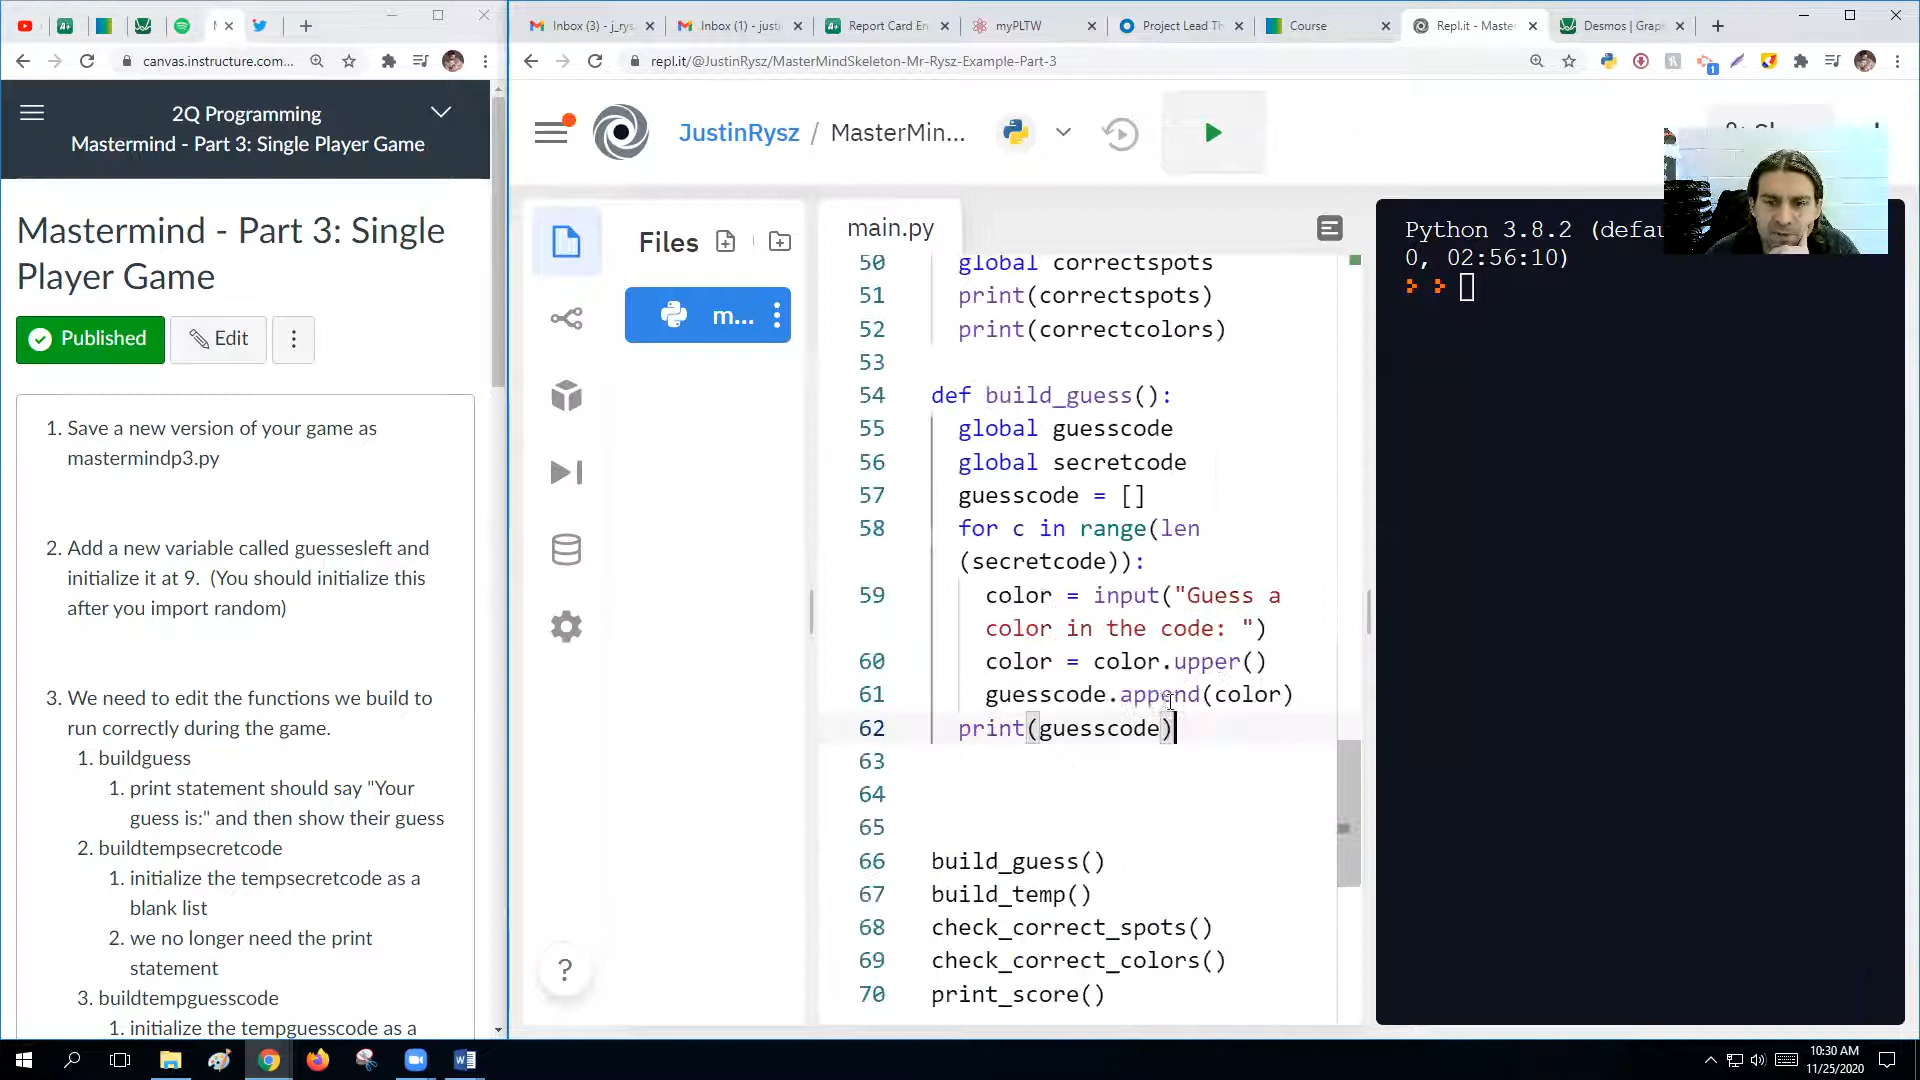 canvas.instructure.com...
2Q Programming
Mastermind - Part 3: Single Player Game
Mastermind - Part 3: Single
Player Game
Published
Edit
1. Save a new version of your game as
mastermindp3.py
2. Add a new variable called guessesleft and
initialize it at 9. (You should initialize this
after you import random)
3. We need to edit the functions we build to
run correctly during the game.
1. buildguess
1. print statement should say "Your
guess is:" and then show their guess
2. buildtempsecretcode
1. initialize the tempsecretcode as a
blank list
2. we no longer need the print
statement
3. buildtempguesscode
1. initialize the tempguesscode as a
Inbox (3) - j_rys
Inbox (1) - justi
Report Card En
myPLTW
Project Lead Th
Course
Repl.it - Master
Desmos | Grap
repl.it/@JustinRysz/MasterMindSkeleton-Mr-Rysz-Example-Part-3
JustinRysz / MasterMin...
Files
m...
main.py
50 global correctspots
51 print(correctspots)
52 print(correctcolors)
53
54 def build_guess():
55 global guesscode
56 global secretcode
57 guesscode = []
58 for c in range(len
(secretcode)):
59 color = input("Guess a
color in the code: ")
60 color = color.upper()
61 guesscode.append(color)
62 print(guesscode)
63
64
65
66 build_guess()
67 build_temp()
68 check_correct_spots()
69 check_correct_colors()
70 print_score()
Python 3.8.2 (defau
0, 02:56:10)
?
10:30 AM
11/25/2020